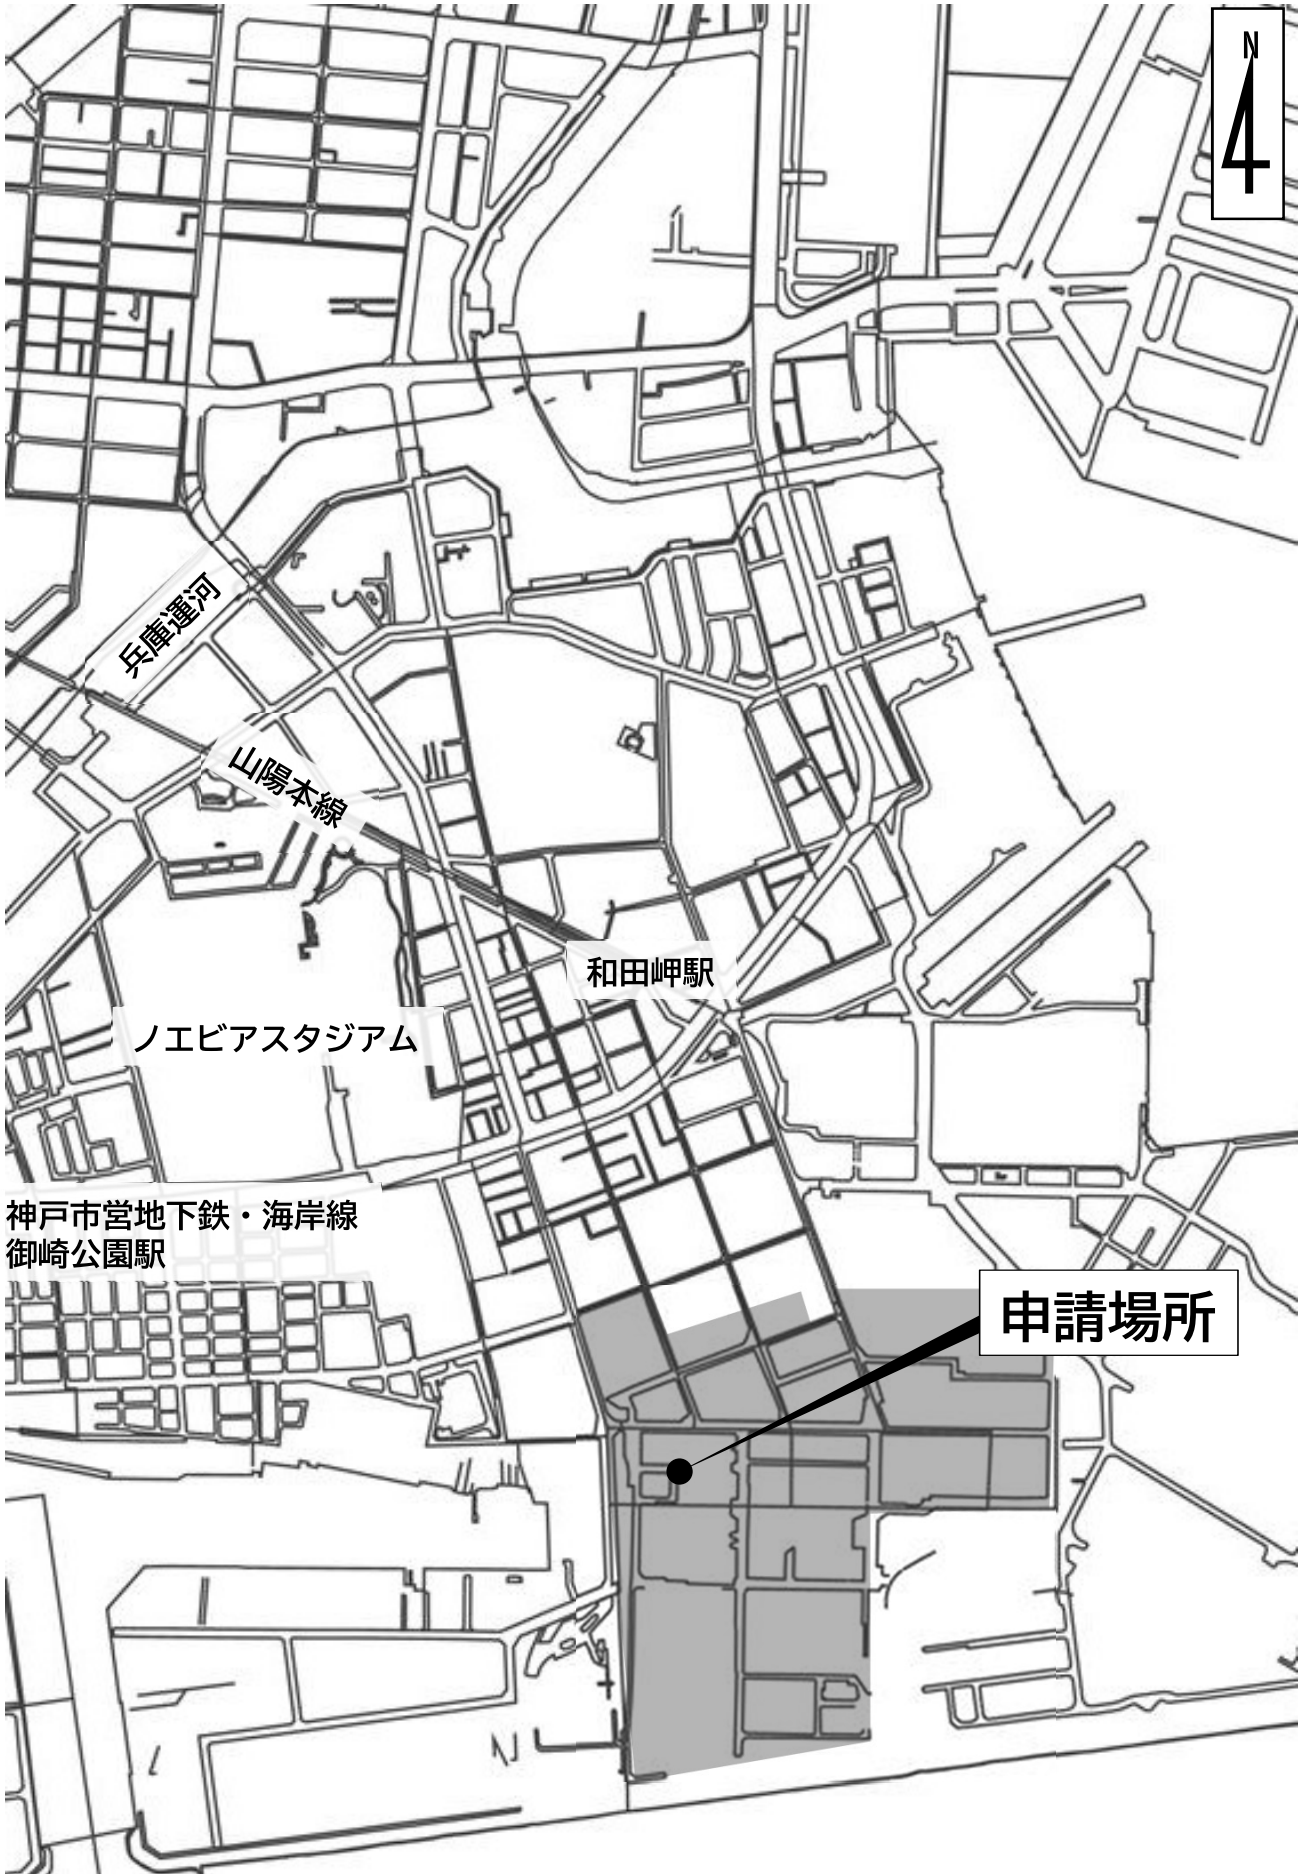 N
兵庫運河
山陽本線
和田岬駅
ノエビアスタジアム
神戸市営地下鉄・海岸線
御崎公園駅
申請場所